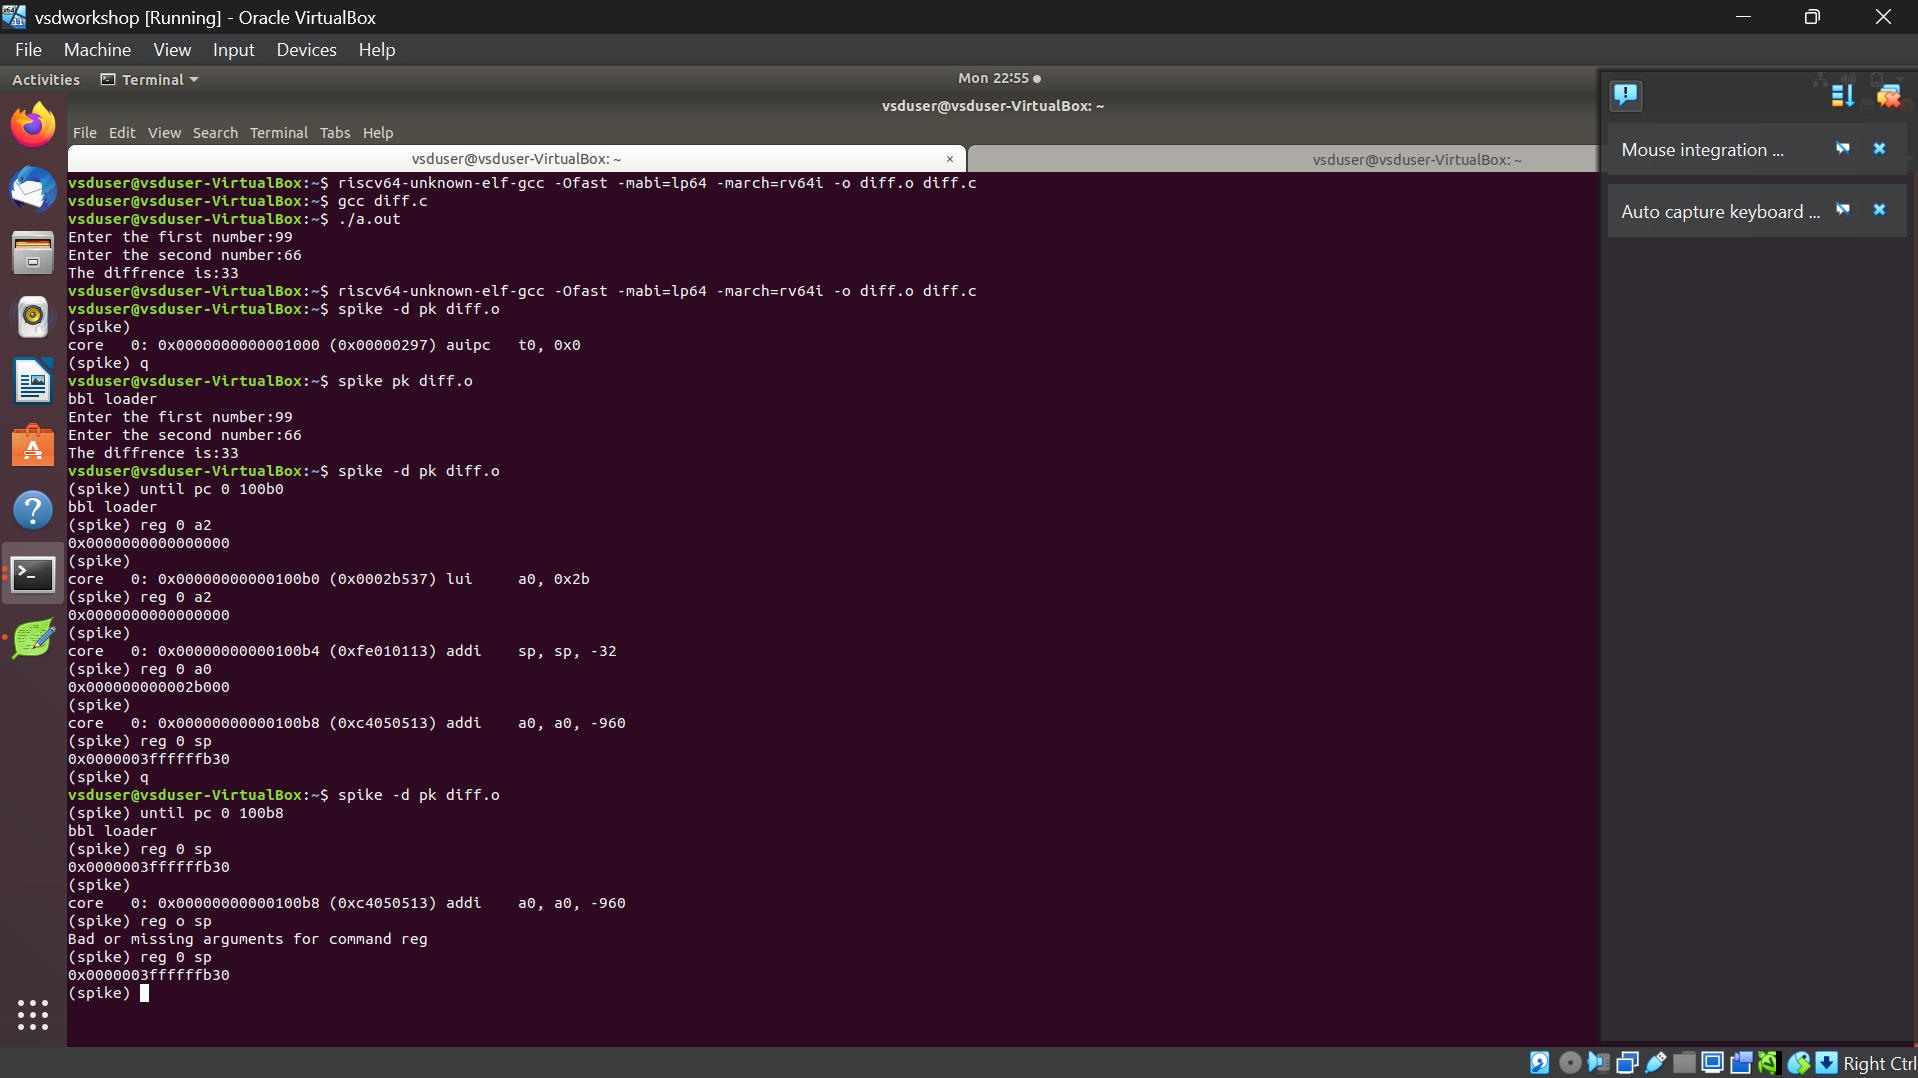 vsdworkshop [Running] - Oracle VirtualBox
File Machine View Input Devices Help
Activities Terminal Mon 22:55
vsduser@vsduser-VirtualBox: ~
File Edit View Search Terminal Tabs Help
vsduser@vsduser-VirtualBox: ~ × vsduser@vsduser-VirtualBox: ~
Mouse integration ...
Auto capture keyboard ...
vsduser@vsduser-VirtualBox:~$ riscv64-unknown-elf-gcc -Ofast -mabi=lp64 -march=rv64i -o diff.o diff.c
vsduser@vsduser-VirtualBox:~$ gcc diff.c
vsduser@vsduser-VirtualBox:~$ ./a.out
Enter the first number:99
Enter the second number:66
The diffrence is:33
vsduser@vsduser-VirtualBox:~$ riscv64-unknown-elf-gcc -Ofast -mabi=lp64 -march=rv64i -o diff.o diff.c
vsduser@vsduser-VirtualBox:~$ spike -d pk diff.o
(spike)
core   0: 0x0000000000001000 (0x00000297) auipc   t0, 0x0
(spike) q
vsduser@vsduser-VirtualBox:~$ spike pk diff.o
bbl loader
Enter the first number:99
Enter the second number:66
The diffrence is:33
vsduser@vsduser-VirtualBox:~$ spike -d pk diff.o
(spike) until pc 0 100b0
bbl loader
(spike) reg 0 a2
0x0000000000000000
(spike)
core   0: 0x00000000000100b0 (0x0002b537) lui     a0, 0x2b
(spike) reg 0 a2
0x0000000000000000
(spike)
core   0: 0x00000000000100b4 (0xfe010113) addi    sp, sp, -32
(spike) reg 0 a0
0x000000000002b000
(spike)
core   0: 0x00000000000100b8 (0xc4050513) addi    a0, a0, -960
(spike) reg 0 sp
0x0000003ffffffb30
(spike) q
vsduser@vsduser-VirtualBox:~$ spike -d pk diff.o
(spike) until pc 0 100b8
bbl loader
(spike) reg 0 sp
0x0000003ffffffb30
(spike)
core   0: 0x00000000000100b8 (0xc4050513) addi    a0, a0, -960
(spike) reg o sp
Bad or missing arguments for command reg
(spike) reg 0 sp
0x0000003ffffffb30
(spike)
Right Ctrl